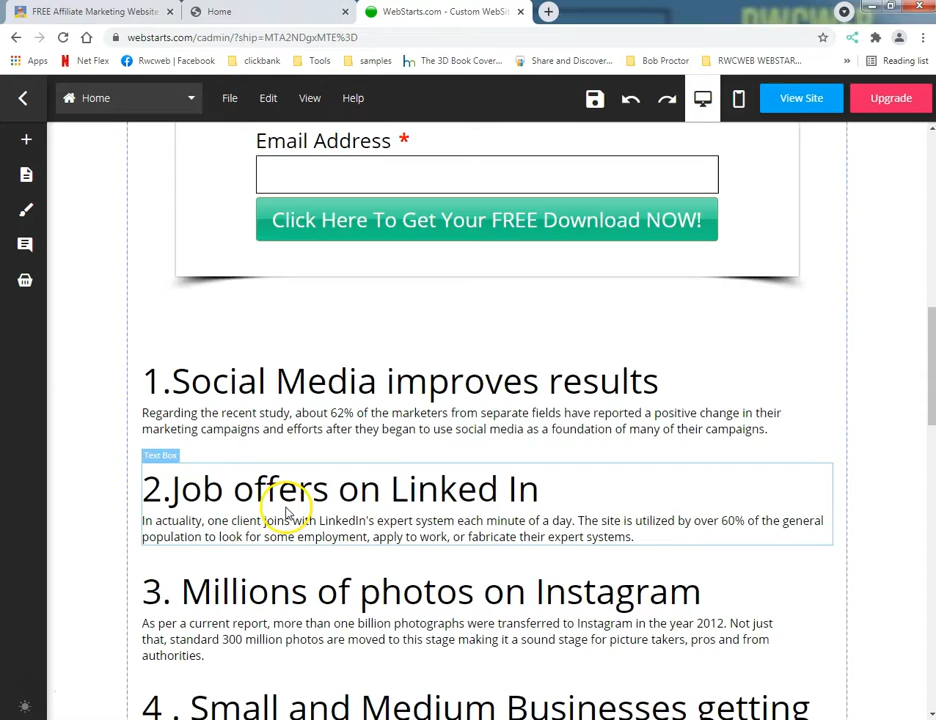 FREE Affiliate Marketing Website
Home
WebStarts.com - Custom WebSi
webstarts.com/cadmin/?ship=MTA2NDgxMTE%3D
Apps
Net Flex
Rwcweb | Facebook
clickbank
Tools
samples
The 3D Book Cover...
Share and Discover...
Bob Proctor
RWCWEB WEBSTAR...
»
Reading list
Home
File
Edit
View
Help
View Site
Upgrade
Email Address *
Click Here To Get Your FREE Download NOW!
1.Social Media improves results
Regarding the recent study, about 62% of the marketers from separate fields have reported a positive change in their
marketing campaigns and efforts after they began to use social media as a foundation of many of their campaigns.
Text Box
2.Job offers on Linked In
In actuality, one client joins with LinkedIn's expert system each minute of a day. The site is utilized by over 60% of the general
population to look for some employment, apply to work, or fabricate their expert systems.
3. Millions of photos on Instagram
As per a current report, more than one billion photographs were transferred to Instagram in the year 2012. Not just
that, standard 300 million photos are moved to this stage making it a sound stage for picture takers, pros and from
authorities.
4 . Small and Medium Businesses getting